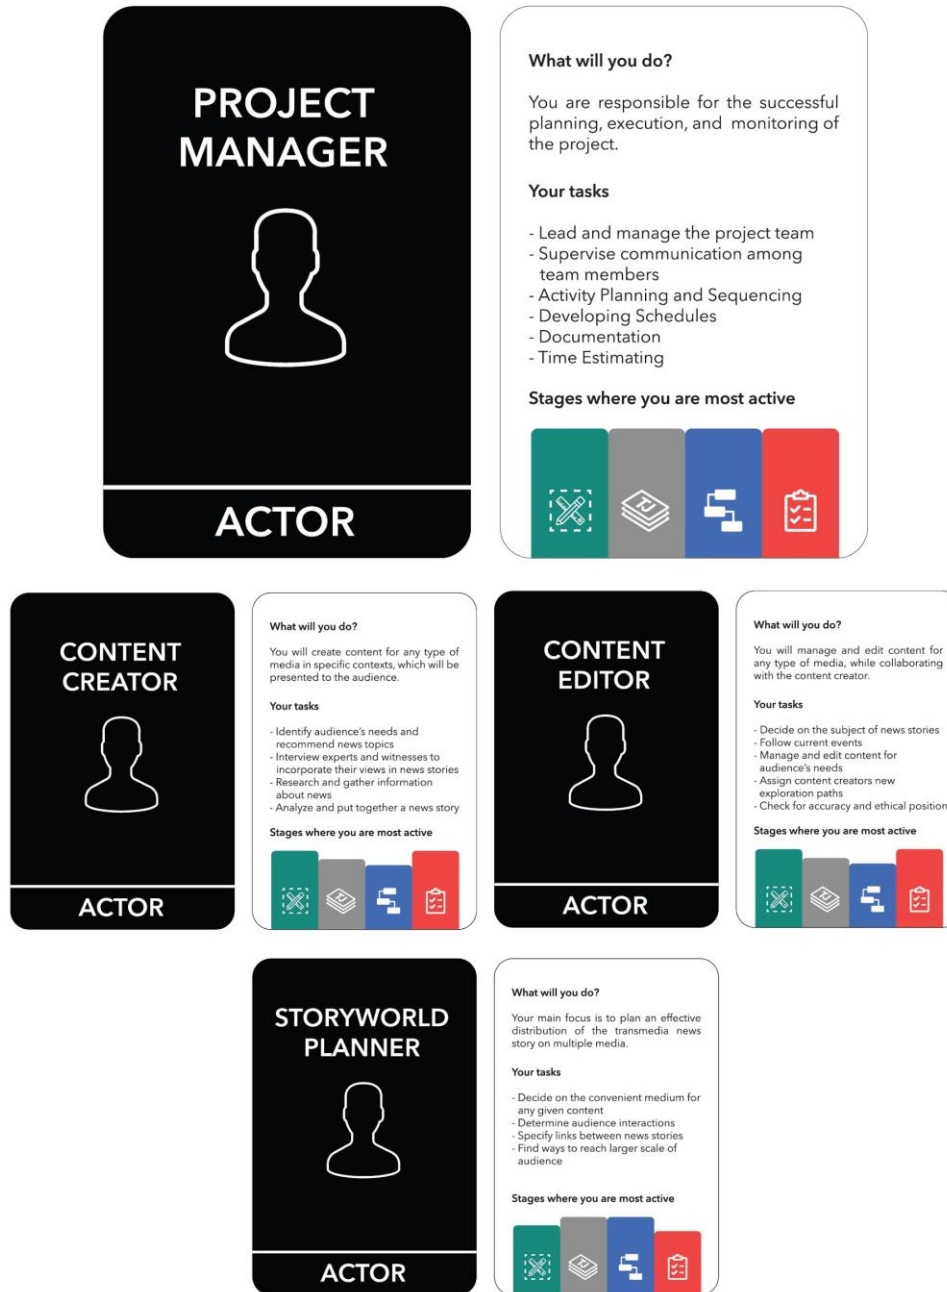 PROJECT
MANAGER
ACTOR
What will you do?
You are responsible for the successful
planning, execution, and monitoring of
the project.
Your tasks
- Lead and manage the project team
- Supervise communication among
team members
- Activity Planning and Sequencing
- Developing Schedules
- Documentation
- Time Estimating
Stages where you are most active
TJ
CONTENT
CREATOR
ACTOR
What will you do?
You will create content for any type of
media in specific contexts, which will be
presented to the audience.
Your tasks
- Identify audience's needs and
recommend news topics
- Interview experts and witnesses to
incorporate their views in news stories
- Research and gather information
about news
- Analyze and put together a news story
Stages where you are most active
TJ
CONTENT
EDITOR
ACTOR
What will you do?
You will manage and edit content for
any type of media, while collaborating
with the content creator.
Your tasks
- Decide on the subject of news stories
- Follow current events
- Manage and edit content for
audience's needs
- Assign content creators new
exploration paths
- Check for accuracy and ethical position
Stages where you are most active
TJ
STORYWORLD
PLANNER
ACTOR
What will you do?
Your main focus is to plan an effective
distribution of the transmedia news
story on multiple media.
Your tasks
- Decide on the convenient medium for
any given content
- Determine audience interactions
- Specify links between news stories
- Find ways to reach larger scale of
audience
Stages where you are most active
TJ